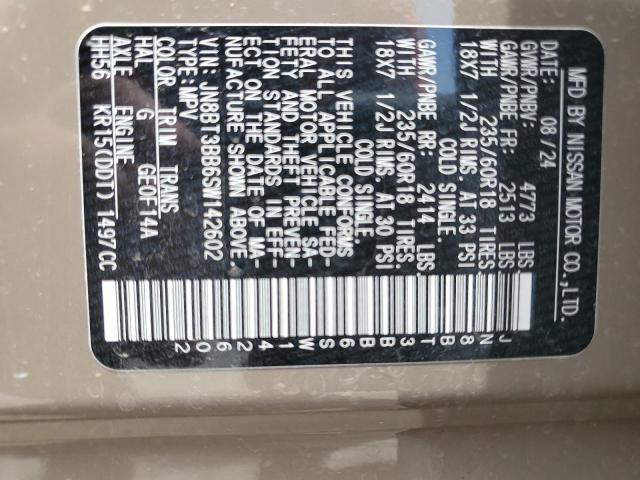 MFD BY NISSAN MOTOR CO.,LTD.
DATE: 08/24
GVWR/PNBV: 4773 LBS
GAWR/PNBE FR: 2513 LBS
WITH 235/60R18 TIRES,
18X7 1/2J RIMS, AT 33 PSI
COLD SINGLE.
GAWR/PNBE RR: 2414 LBS
WITH 235/60R18 TIRES,
18X7 1/2J RIMS, AT 30 PSI
COLD SINGLE.
THIS VEHICLE CONFORMS
TO ALL APPLICABLE FED-
ERAL MOTOR VEHICLE SA-
FETY AND THEFT PREVEN-
TION STANDARDS IN EFF-
ECT ON THE DATE OF MA-
NUFACTURE SHOWN ABOVE.
VIN: JN8BT3BB6SW142602
TYPE: MPV
COLOR TRIM TRANS
HAL G GE0F14A
AXLE ENGINE
HH56 KR15(DDT) 1497CC
JN8BT3BB6SW142602